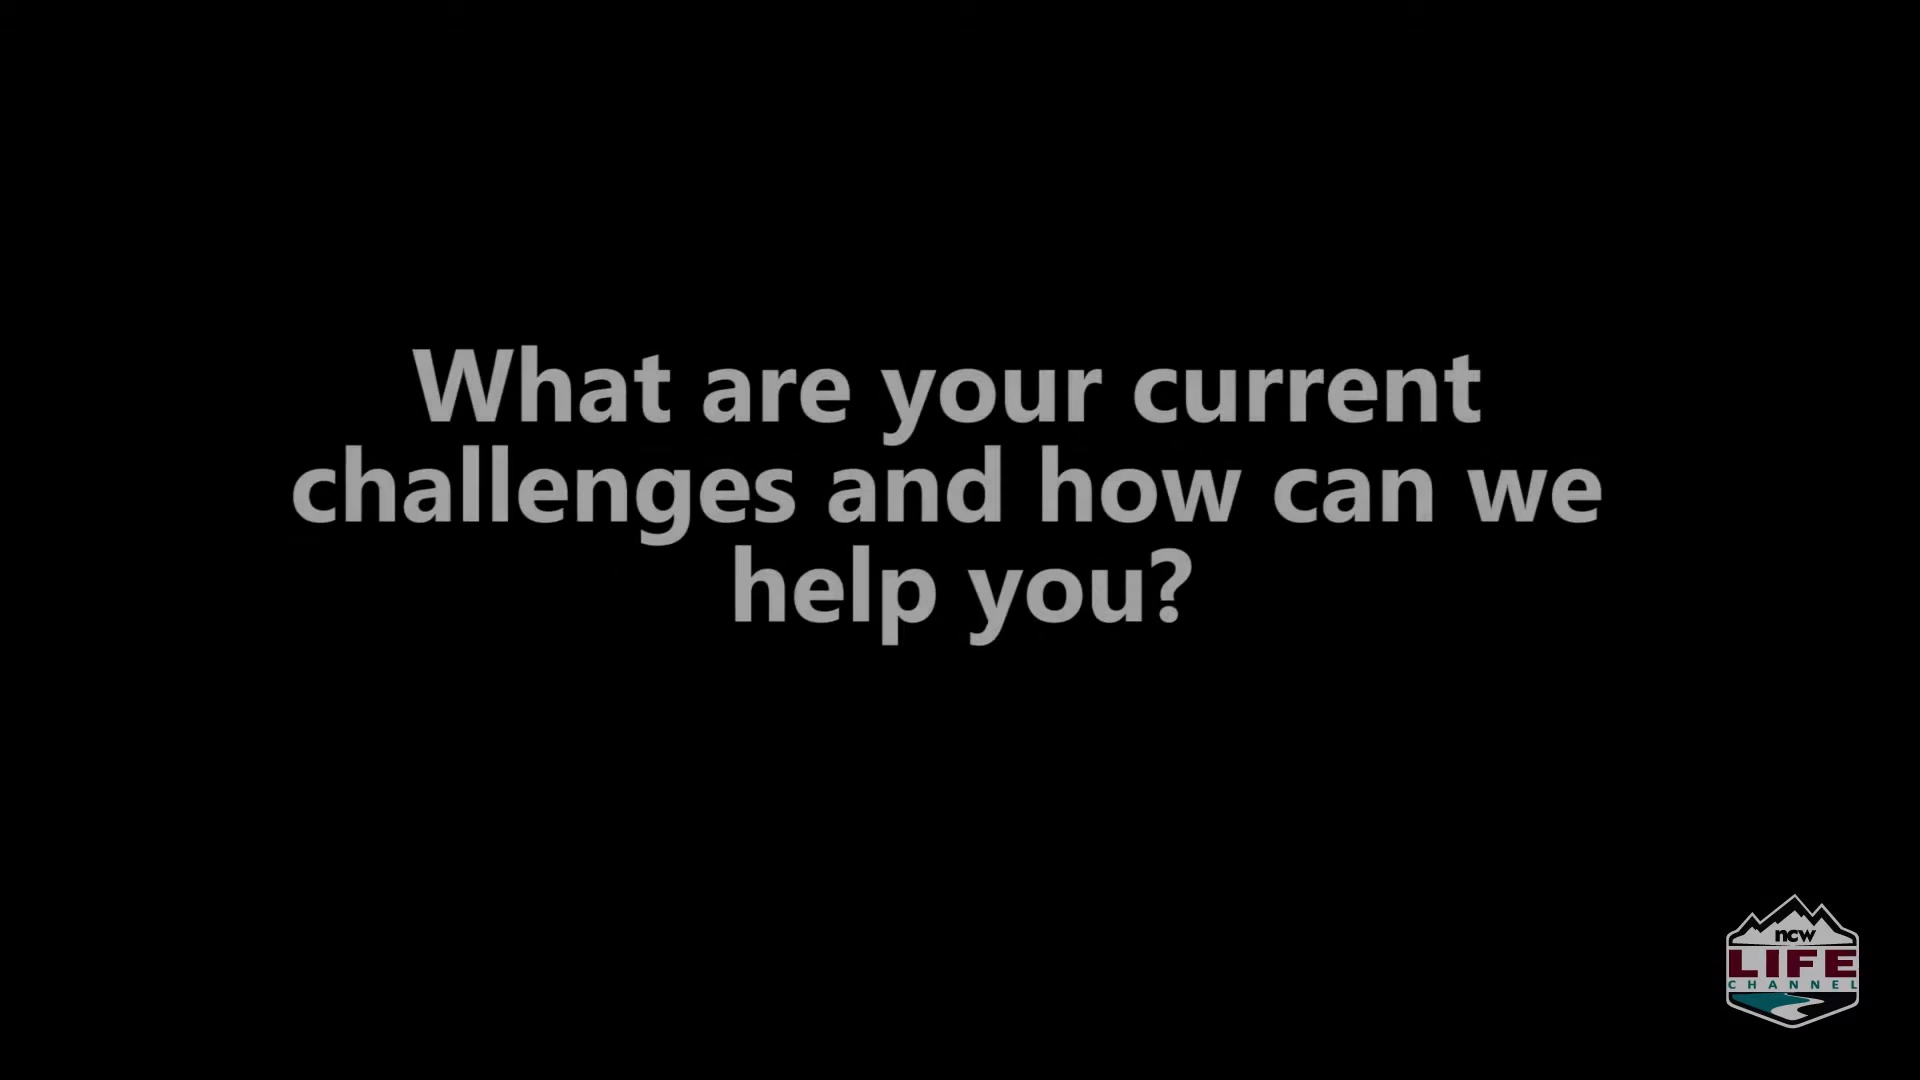 What are your current
challenges and how can we
help you?
ncw
LIFE
CHANNEL